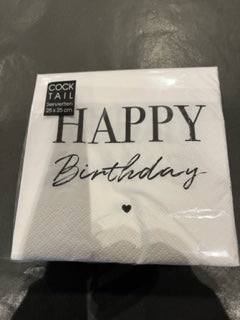 COCK
TAIL
Servietten
25 x 25 cm
HAPPY
Birthday